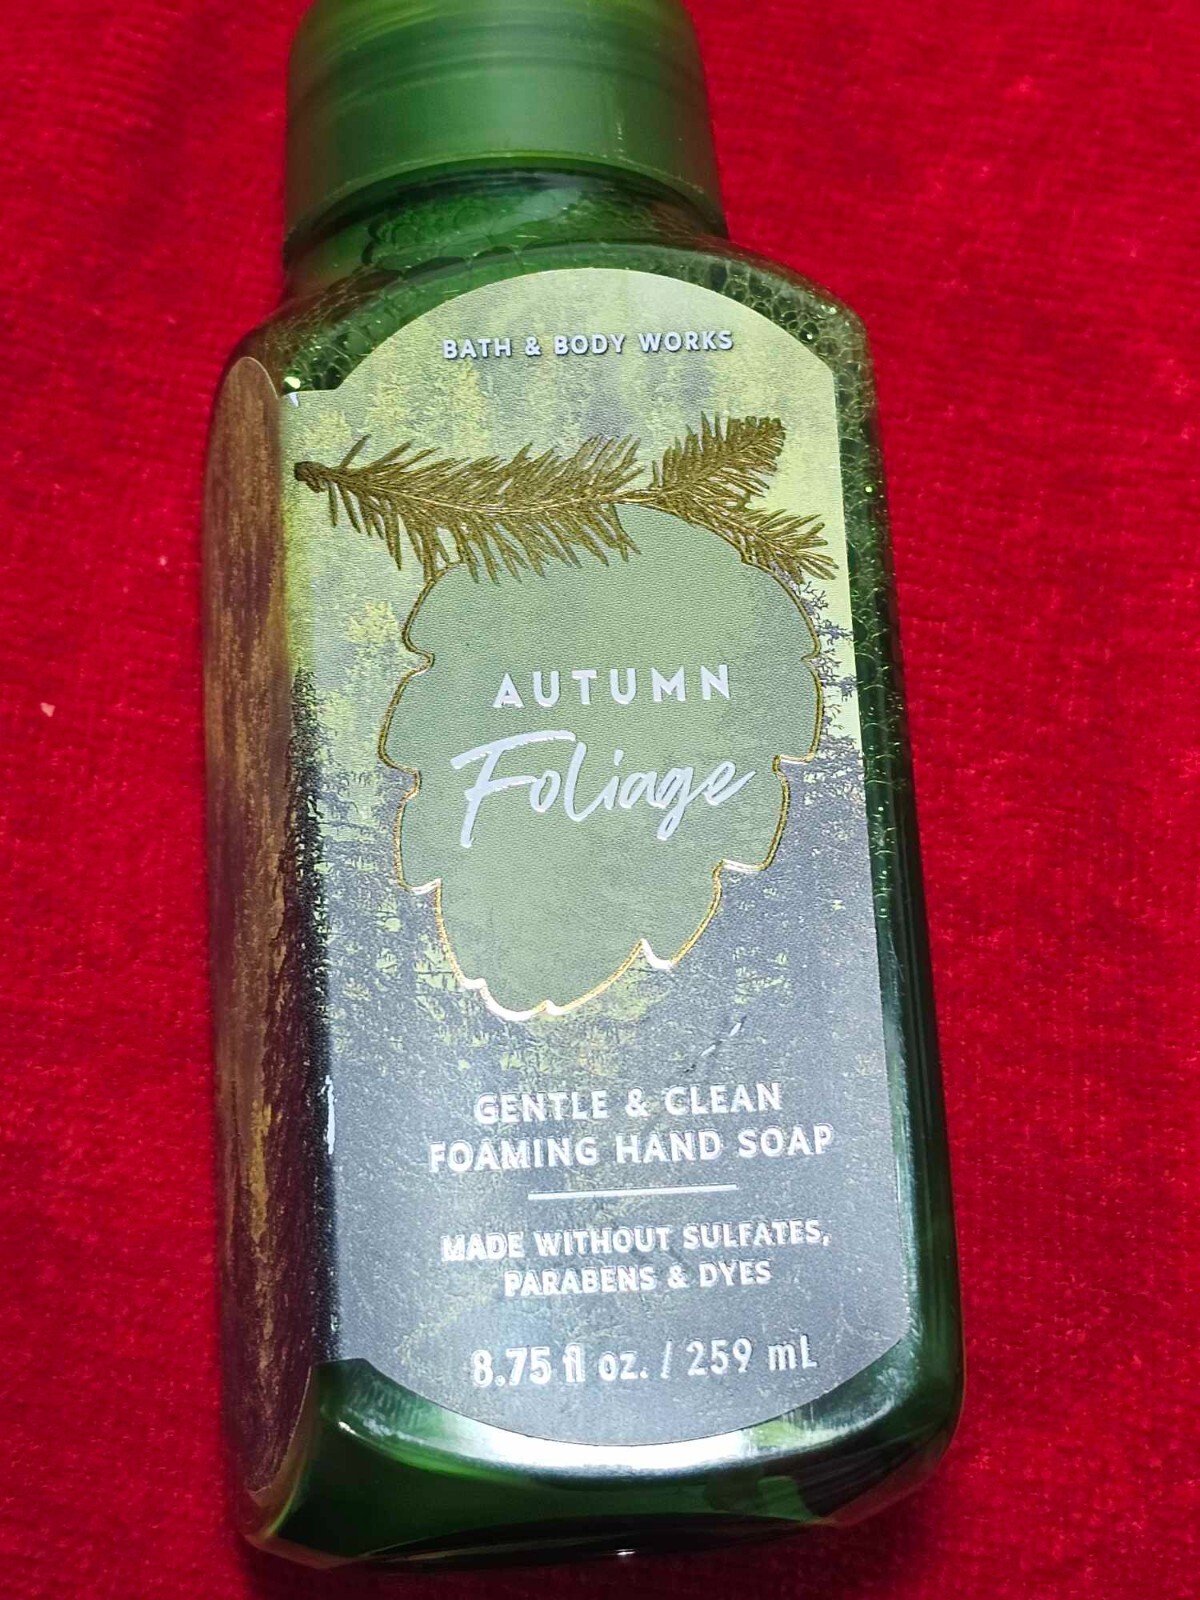 BATH & BODY WORKS
AUTUMN
Foliage
GENTLE & CLEAN
FOAMING HAND SOAP
MADE WITHOUT SULFATES,
PARABENS & DYES
8.75 fl oz. / 259 mL